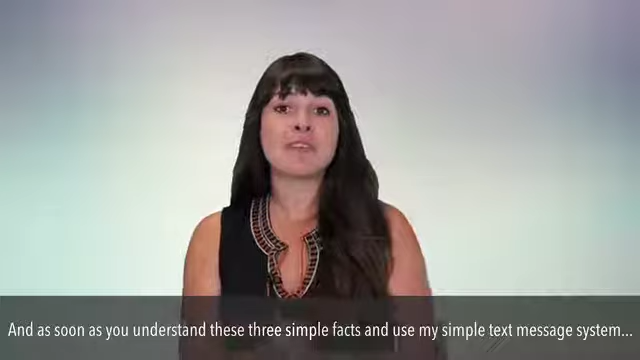 And as soon as you understand these three simple facts and use my simple text message system...